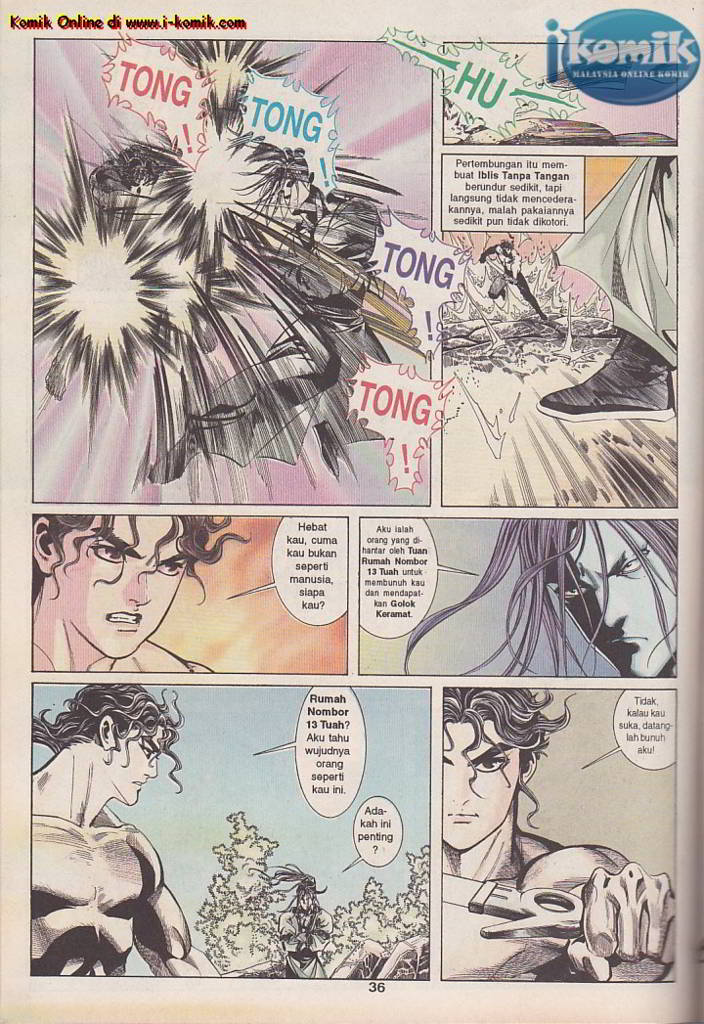 Komik Online di www.i-komik.com
ikomik
MALAYSIA ONLINE KOMIK
TONG
!
TONG
!
HU
Pertembungan itu mem-
buat Iblis Tanpa Tangan
berundur sedikit, tapi
langsung tidak mencedera-
kannya, malah pakaiannya
sedikit pun tidak dikotori.
TONG
!
TONG
!
Hebat
kau, cuma
kau bukan
seperti
manusia,
siapa
kau?
Aku ialah
orang yang di-
hantar oleh Tuan
Rumah Nombor
13 Tuah untuk
membunuh kau
dan mendapat-
kan Golok
Keramat.
Rumah
Nombor
13 Tuah?
Aku tahu
wujudnya
orang
seperti
kau ini.
Ada-
kah ini
penting
?
Tidak,
kalau kau
suka, datang-
lah bunuh
aku!
36